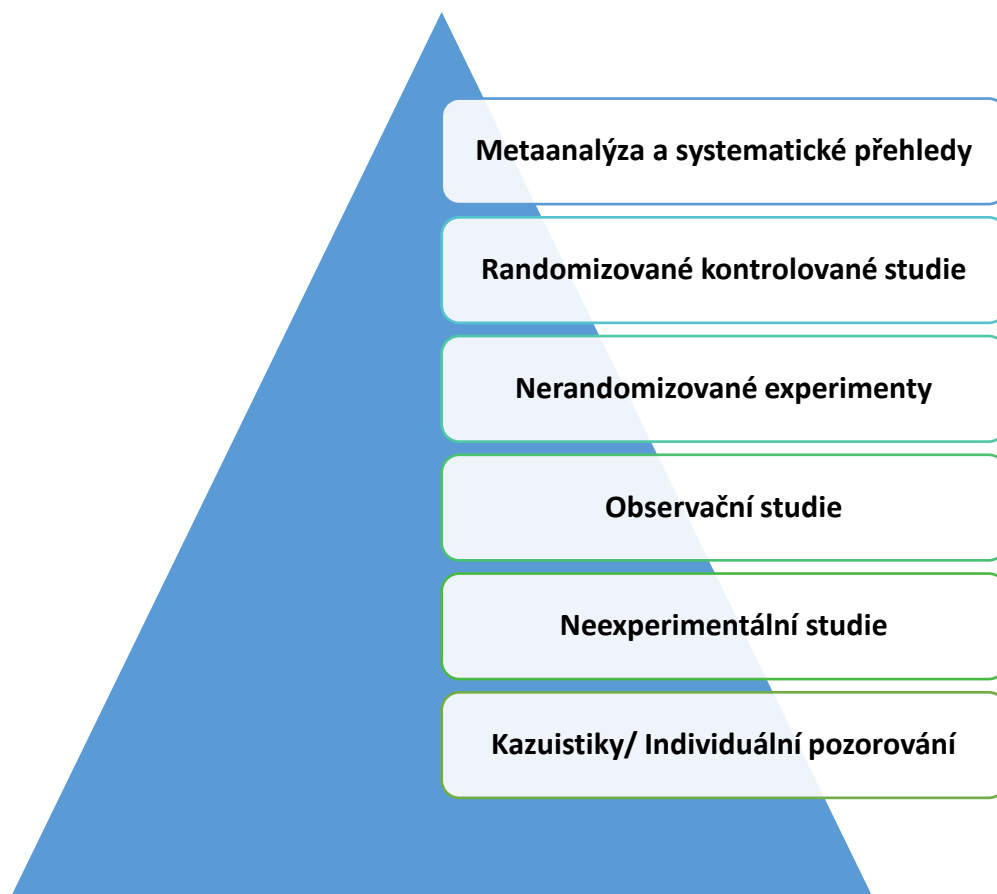 Metaanalýza a systematické přehledy
Randomizované kontrolované studie
Nerandomizované experimenty
Observační studie
Neexperimentální studie
Kazuistiky/ Individuální pozorování